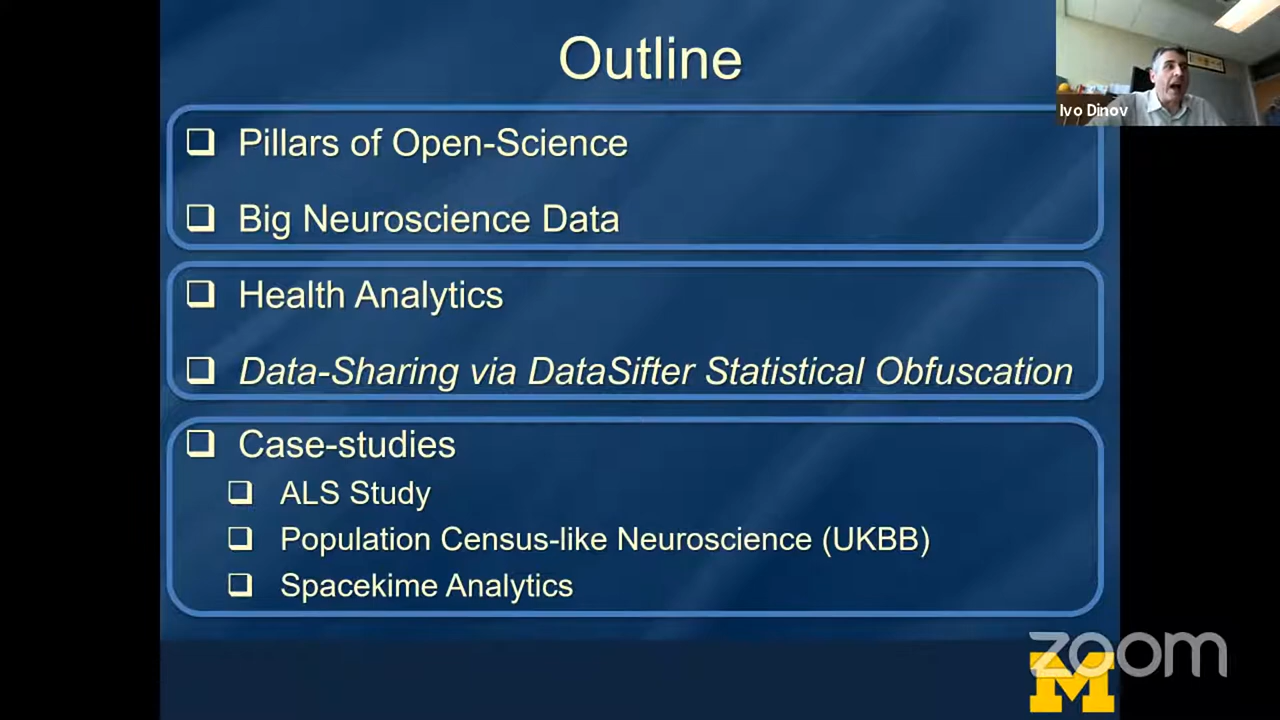 Outline
Ivo Dinov
Pillars of Open-Science
Big Neuroscience Data
Health Analytics
Data-Sharing via DataSifter Statistical Obfuscation
Case-studies
ALS Study
Population Census-like Neuroscience (UKBB)
Spacekime Analytics
zoom
M